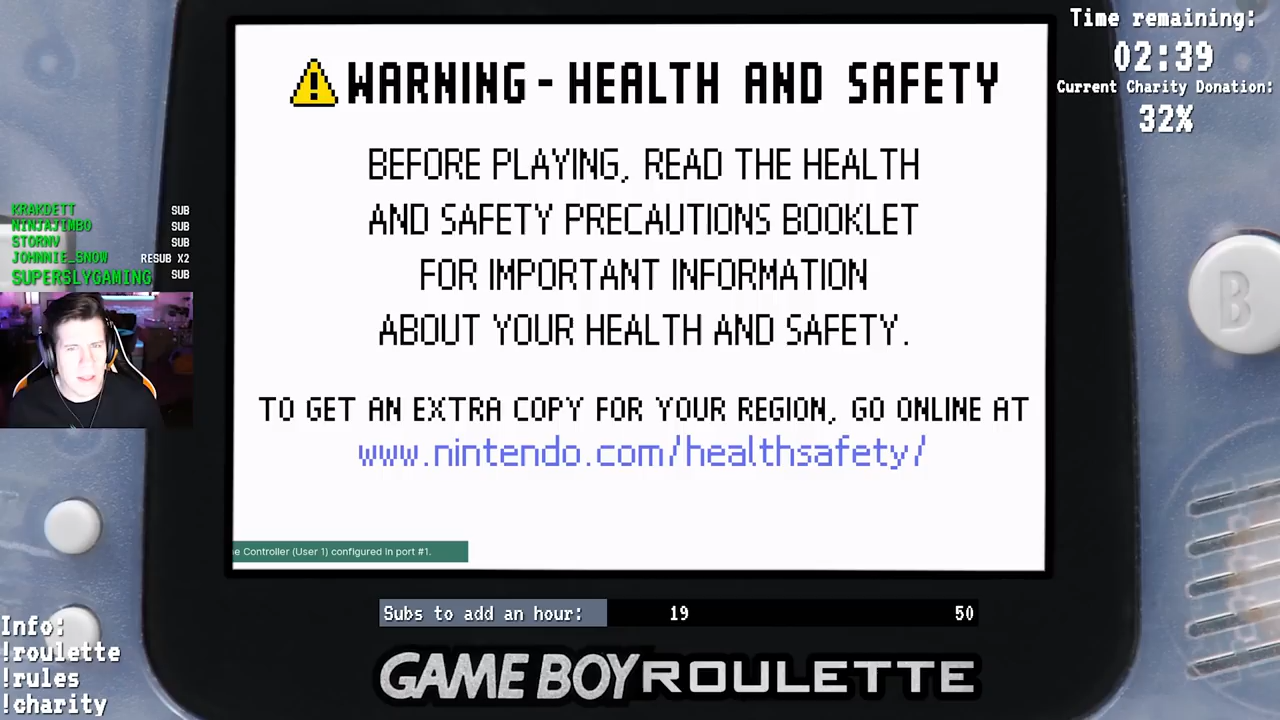 Time remaining:
02:39
Current Charity Donation:
32%
WARNING - HEALTH AND SAFETY
BEFORE PLAYING, READ THE HEALTH
AND SAFETY PRECAUTIONS BOOKLET
FOR IMPORTANT INFORMATION
ABOUT YOUR HEALTH AND SAFETY.
TO GET AN EXTRA COPY FOR YOUR REGION, GO ONLINE AT
www.nintendo.com/healthsafety/
KRAKDETT SUB
NINJAJIMBO SUB
STORNV SUB
JOHNNIE_SNOW RESUB X2
SUPERSLYGAMING SUB
B
e Controller (User 1) configured in port #1.
Subs to add an hour: 19 50
GAME BOY ROULETTE
Info:
!roulette
!rules
!charity